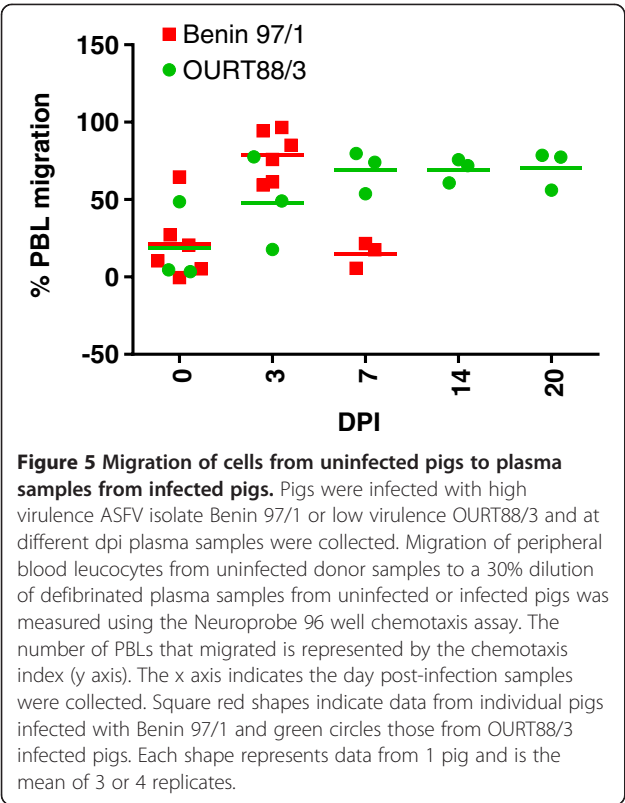 Benin 97/1
OURT88/3
150
100
50
0
-50
% PBL migration
0 3 7 14 20
DPI
Figure 5 Migration of cells from uninfected pigs to plasma
samples from infected pigs. Pigs were infected with high
virulence ASFV isolate Benin 97/1 or low virulence OURT88/3 and at
different dpi plasma samples were collected. Migration of peripheral
blood leucocytes from uninfected donor samples to a 30% dilution
of defibrinated plasma samples from uninfected or infected pigs was
measured using the Neuroprobe 96 well chemotaxis assay. The
number of PBLs that migrated is represented by the chemotaxis
index (y axis). The x axis indicates the day post-infection samples
were collected. Square red shapes indicate data from individual pigs
infected with Benin 97/1 and green circles those from OURT88/3
infected pigs. Each shape represents data from 1 pig and is the
mean of 3 or 4 replicates.